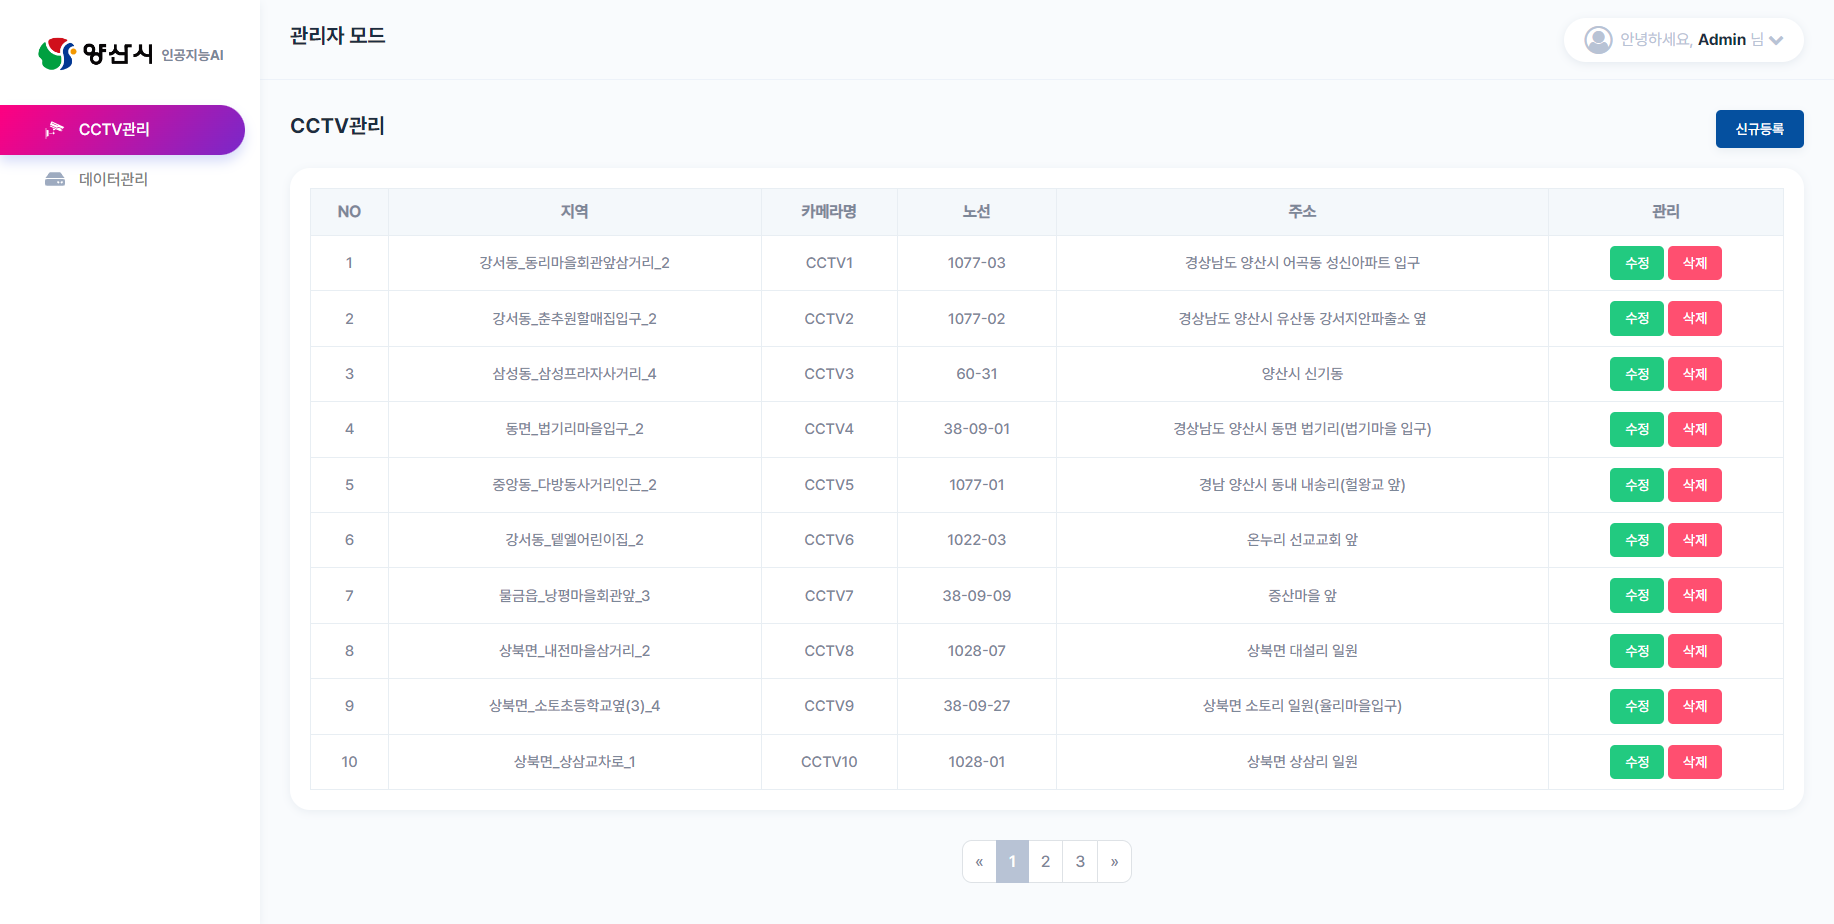 양산시 인공지능AI
관리자 모드
안녕하세요, Admin 님
CCTV관리
데이터관리
CCTV관리
신규등록
NO 지역 카메라명 노선 주소 관리
1 강서동_동리마을회관앞삼거리_2 CCTV1 1077-03 경상남도 양산시 어곡동 성신아파트 입구 수정 삭제
2 강서동_춘추원할매집입구_2 CCTV2 1077-02 경상남도 양산시 유산동 강서지안파출소 옆 수정 삭제
3 삼성동_삼성프라자사거리_4 CCTV3 60-31 양산시 신기동 수정 삭제
4 동면_법기리마을입구_2 CCTV4 38-09-01 경상남도 양산시 동면 법기리(법기마을 입구) 수정 삭제
5 중앙동_다방동사거리인근_2 CCTV5 1077-01 경남 양산시 동내 내송리(헐왕교 앞) 수정 삭제
6 강서동_뎉엘어린이집_2 CCTV6 1022-03 온누리 선교교회 앞 수정 삭제
7 물금읍_낭평마을회관앞_3 CCTV7 38-09-09 증산마을 앞 수정 삭제
8 상북면_내전마을삼거리_2 CCTV8 1028-07 상북면 대설리 일원 수정 삭제
9 상북면_소토초등학교옆(3)_4 CCTV9 38-09-27 상북면 소토리 일원(율리마을입구) 수정 삭제
10 상북면_상삼교차로_1 CCTV10 1028-01 상북면 상삼리 일원 수정 삭제
« 1 2 3 »